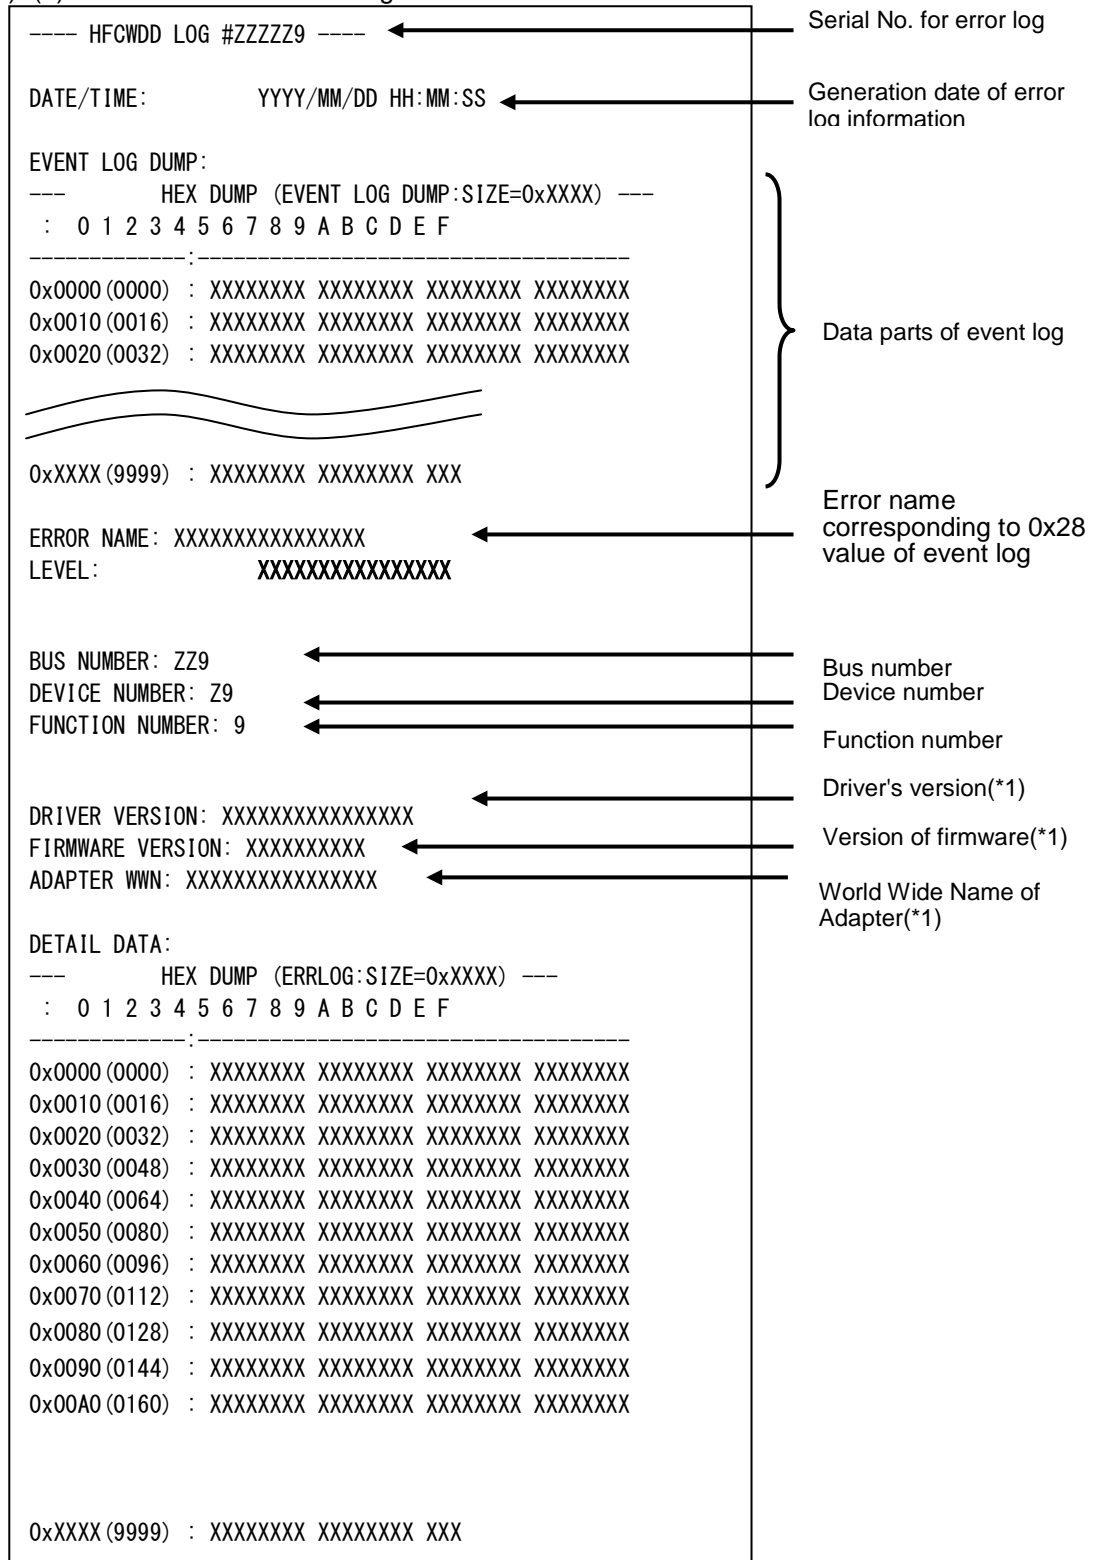 ---- HFCWDD LOG #ZZZZZ9 ----
Serial No. for error log
DATE/TIME: YYYY/MM/DD HH:MM:SS
Generation date of error
log information
EVENT LOG DUMP:
--- HEX DUMP (EVENT LOG DUMP:SIZE=0xXXXX) ---
: 0 1 2 3 4 5 6 7 8 9 A B C D E F
-------------:------------------------------------
0x0000(0000) : XXXXXXXX XXXXXXXX XXXXXXXX XXXXXXXX
0x0010(0016) : XXXXXXXX XXXXXXXX XXXXXXXX XXXXXXXX
0x0020(0032) : XXXXXXXX XXXXXXXX XXXXXXXX XXXXXXXX
Data parts of event log
0xXXXX(9999) : XXXXXXXX XXXXXXXX XXX
ERROR NAME: XXXXXXXXXXXXXXXX
LEVEL: XXXXXXXXXXXXXXXX
Error name
corresponding to 0x28
value of event log
BUS NUMBER: ZZ9
DEVICE NUMBER: Z9
FUNCTION NUMBER: 9
Bus number
Device number
Function number
DRIVER VERSION: XXXXXXXXXXXXXXXX
FIRMWARE VERSION: XXXXXXXXXX
ADAPTER WWN: XXXXXXXXXXXXXXXX
Driver's version(*1)
Version of firmware(*1)
World Wide Name of
Adapter(*1)
DETAIL DATA:
--- HEX DUMP (ERRLOG:SIZE=0xXXXX) ---
: 0 1 2 3 4 5 6 7 8 9 A B C D E F
-------------:------------------------------------
0x0000(0000) : XXXXXXXX XXXXXXXX XXXXXXXX XXXXXXXX
0x0010(0016) : XXXXXXXX XXXXXXXX XXXXXXXX XXXXXXXX
0x0020(0032) : XXXXXXXX XXXXXXXX XXXXXXXX XXXXXXXX
0x0030(0048) : XXXXXXXX XXXXXXXX XXXXXXXX XXXXXXXX
0x0040(0064) : XXXXXXXX XXXXXXXX XXXXXXXX XXXXXXXX
0x0050(0080) : XXXXXXXX XXXXXXXX XXXXXXXX XXXXXXXX
0x0060(0096) : XXXXXXXX XXXXXXXX XXXXXXXX XXXXXXXX
0x0070(0112) : XXXXXXXX XXXXXXXX XXXXXXXX XXXXXXXX
0x0080(0128) : XXXXXXXX XXXXXXXX XXXXXXXX XXXXXXXX
0x0090(0144) : XXXXXXXX XXXXXXXX XXXXXXXX XXXXXXXX
0x00A0(0160) : XXXXXXXX XXXXXXXX XXXXXXXX XXXXXXXX
0xXXXX(9999) : XXXXXXXX XXXXXXXX XXX